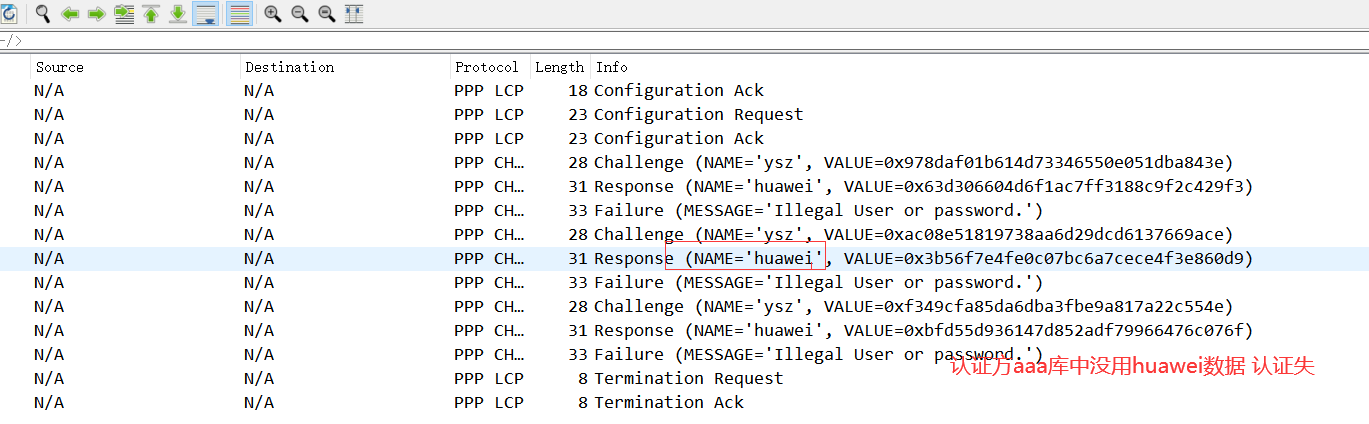 -/>
Source Destination Protocol Length Info
N/A N/A PPP LCP 18 Configuration Ack
N/A N/A PPP LCP 23 Configuration Request
N/A N/A PPP LCP 23 Configuration Ack
N/A N/A PPP CH… 28 Challenge (NAME='ysz', VALUE=0x978daf01b614d73346550e051dba843e)
N/A N/A PPP CH… 31 Response (NAME='huawei', VALUE=0x63d306604d6f1ac7ff3188c9f2c429f3)
N/A N/A PPP CH… 33 Failure (MESSAGE='Illegal User or password.')
N/A N/A PPP CH… 28 Challenge (NAME='ysz', VALUE=0xac08e51819738aa6d29dcd6137669ace)
N/A N/A PPP CH… 31 Response (NAME='huawei', VALUE=0x3b56f7e4fe0c07bc6a7cece4f3e860d9)
N/A N/A PPP CH… 33 Failure (MESSAGE='Illegal User or password.')
N/A N/A PPP CH… 28 Challenge (NAME='ysz', VALUE=0xf349cfa85da6dba3fbe9a817a22c554e)
N/A N/A PPP CH… 31 Response (NAME='huawei', VALUE=0xbfd55d936147d852adf79966476c076f)
N/A N/A PPP CH… 33 Failure (MESSAGE='Illegal User or password.')
认证方aaa库中没用huawei数据 认证失
N/A N/A PPP LCP 8 Termination Request
N/A N/A PPP LCP 8 Termination Ack